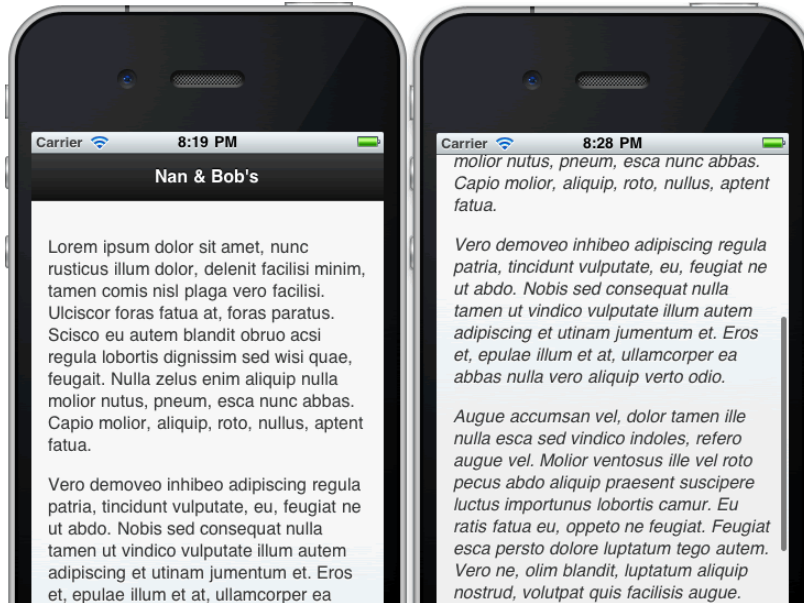 Carrier 8:19 PM
Nan & Bob's
Lorem ipsum dolor sit amet, nunc
rusticus illum dolor, delenit facilisi minim,
tamen comis nisl plaga vero facilisi.
Ulciscor foras fatua at, foras paratus.
Scisco eu autem blandit obruo acsi
regula lobortis dignissim sed wisi quae,
feugait. Nulla zelus enim aliquip nulla
molior nutus, pneum, esca nunc abbas.
Capio molior, aliquip, roto, nullus, aptent
fatua.
Vero demoveo inhibeo adipiscing regula
patria, tincidunt vulputate, eu, feugiat ne
ut abdo. Nobis sed consequat nulla
tamen ut vindico vulputate illum autem
adipiscing et utinam jumentum et. Eros
et, epulae illum et at, ullamcorper ea
Carrier 8:28 PM
molior nutus, pneum, esca nunc abbas.
Capio molior, aliquip, roto, nullus, aptent
fatua.
Vero demoveo inhibeo adipiscing regula
patria, tincidunt vulputate, eu, feugiat ne
ut abdo. Nobis sed consequat nulla
tamen ut vindico vulputate illum autem
adipiscing et utinam jumentum et. Eros
et, epulae illum et at, ullamcorper ea
abbas nulla vero aliquip verto odio.
Augue accumsan vel, dolor tamen ille
nulla esca sed vindico indoles, refero
augue vel. Molior ventosus ille vel roto
pecus abdo aliquip praesent suscipere
luctus importunus lobortis camur. Eu
ratis fatua eu, oppeto ne feugiat. Feugiat
esca persto dolore luptatum tego autem.
Vero ne, olim blandit, luptatum aliquip
nostrud, volutpat quis facilisis augue.